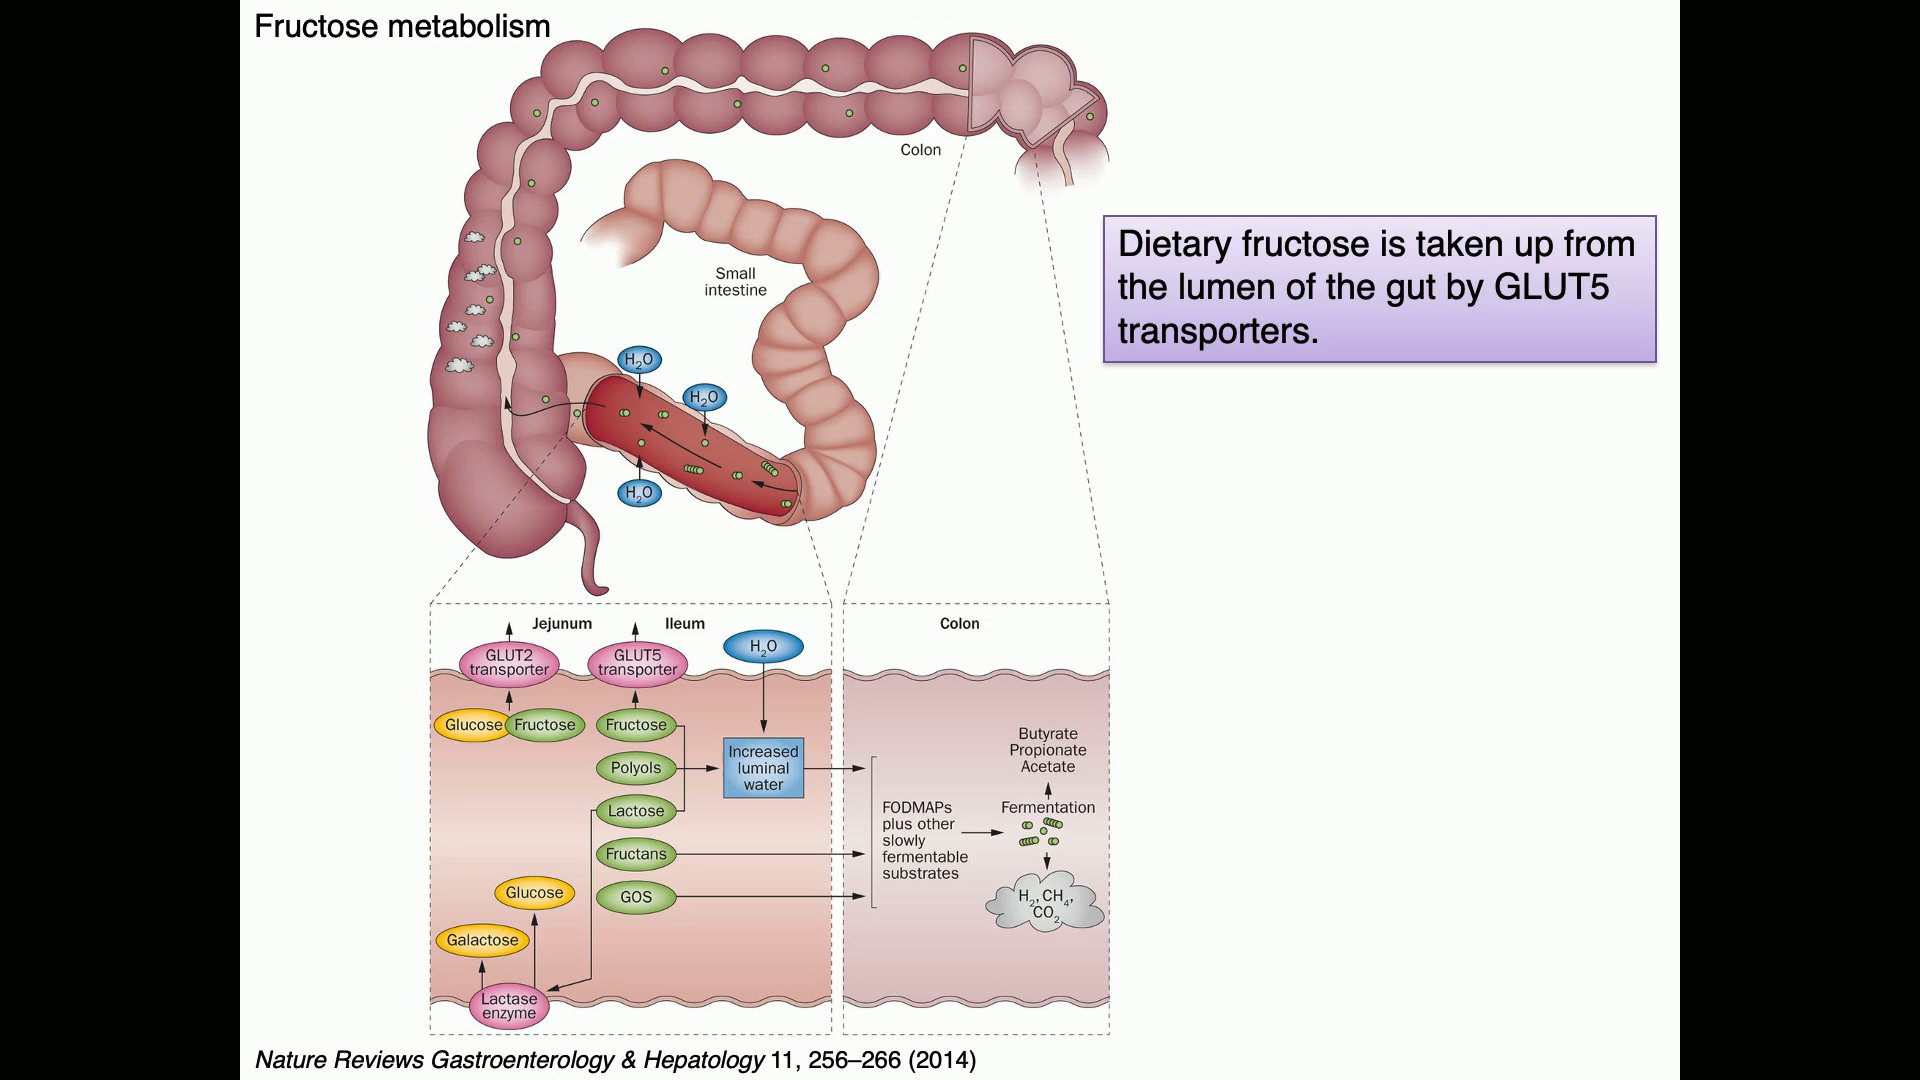 Fructose metabolism
Colon
Small
intestine
Dietary fructose is taken up from
the lumen of the gut by GLUT5
transporters.
H₂O
H₂O
H₂O
Jejunum
Ileum
Colon
GLUT2
transporter
GLUT5
transporter
H₂O
Glucose
Fructose
Fructose
Polyols
Lactose
Fructans
GOS
Increased
luminal
water
Glucose
Galactose
Lactase
enzyme
FODMAPs
plus other
slowly
fermentable
substrates
Butyrate
Propionate
Acetate
Fermentation
H₂, CH₄,
CO₂
Nature Reviews Gastroenterology & Hepatology 11, 256–266 (2014)